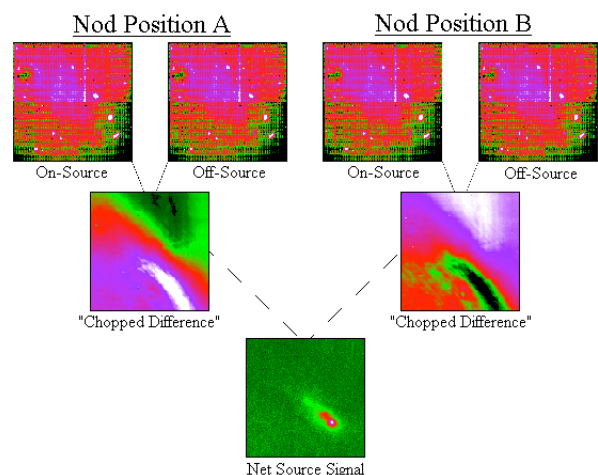 Nod Position A
Nod Position B
On-Source
Off-Source
On-Source
Off-Source
"Chopped Difference"
"Chopped Difference"
Net Source Signal